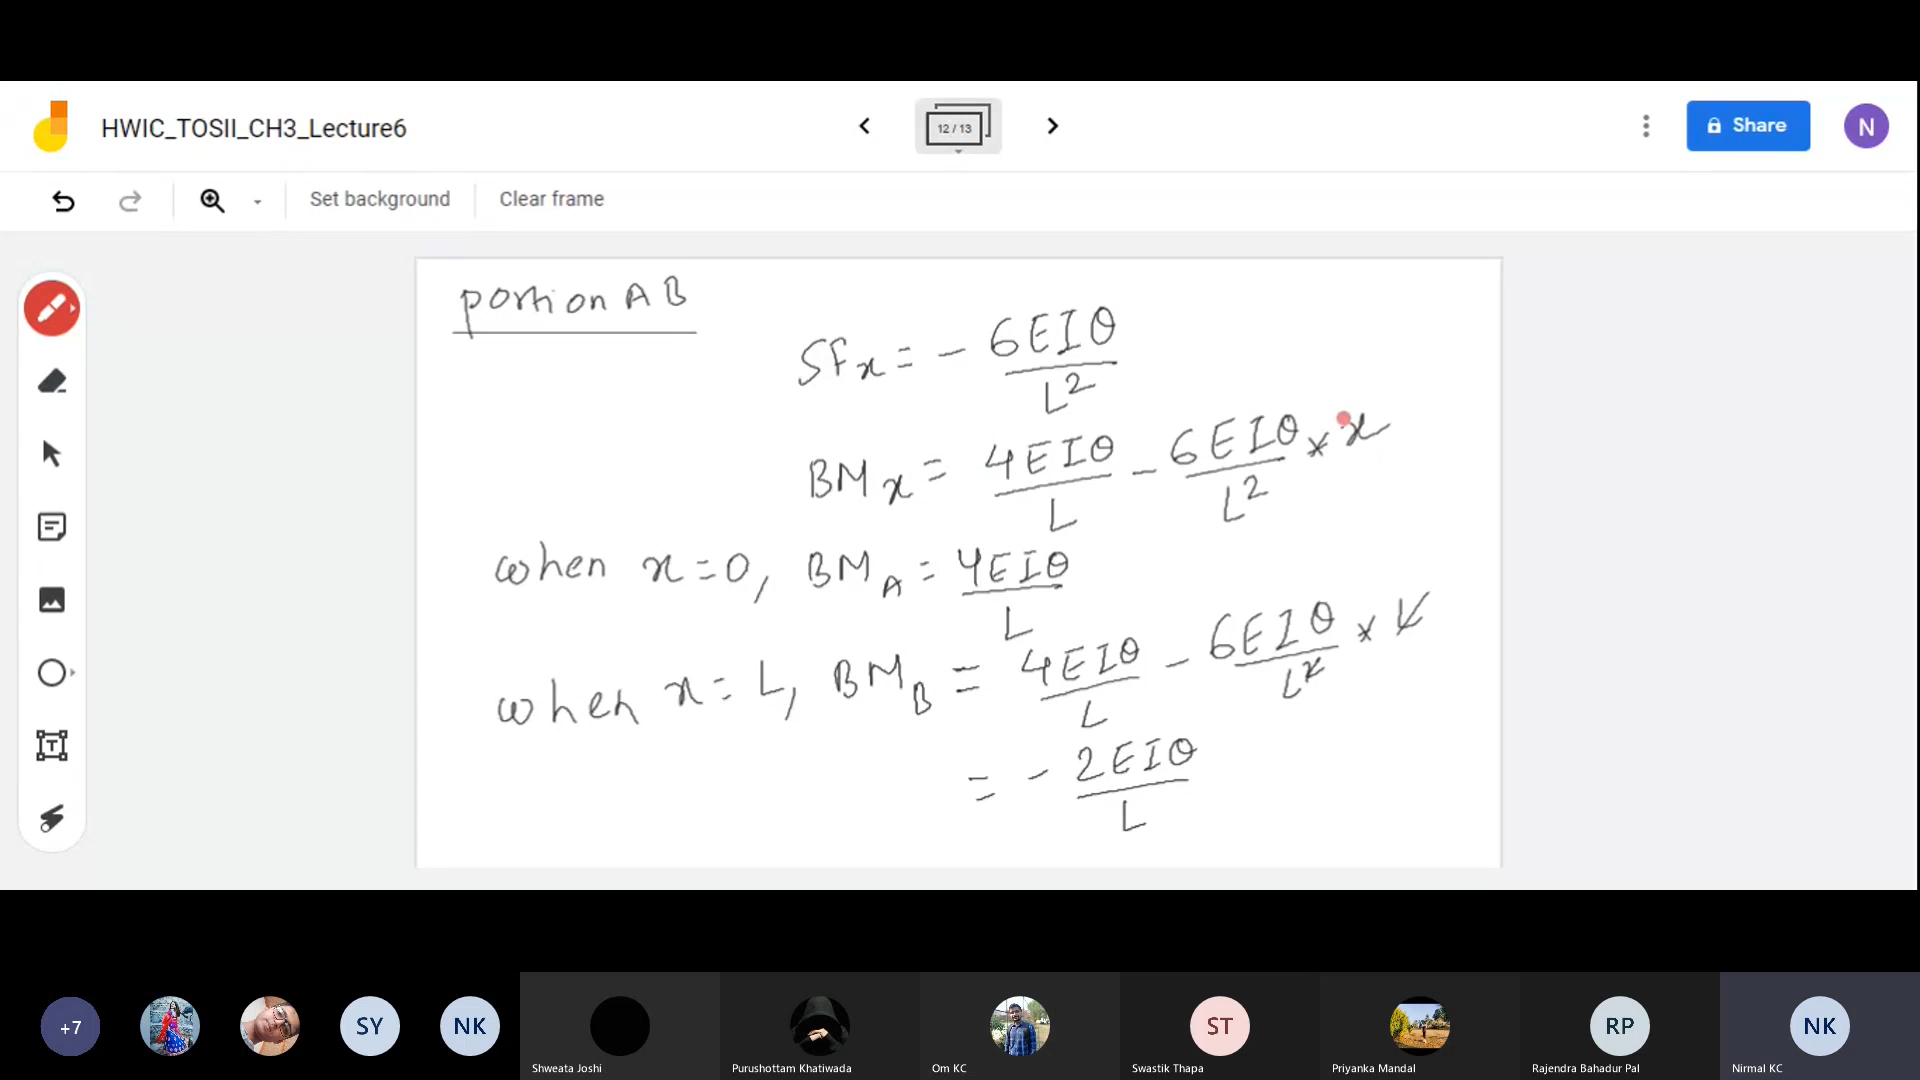 HWIC_TOSII_CH3_Lecture6
12 / 13
Share
N
Set background
Clear frame
portion AB
SFx = - 6EIθ/L²
BMx = 4EIθ/L - 6EIθ/L² * x
when x=0, BM_A = 4EIθ/L
when x=L, BM_B = 4EIθ/L - 6EIθ/L² * L
= - 2EIθ/L
+7
SY
NK
ST
RP
NK
Shweata Joshi
Purushottam Khatiwada
Om KC
Swastik Thapa
Priyanka Mandal
Rajendra Bahadur Pal
Nirmal KC